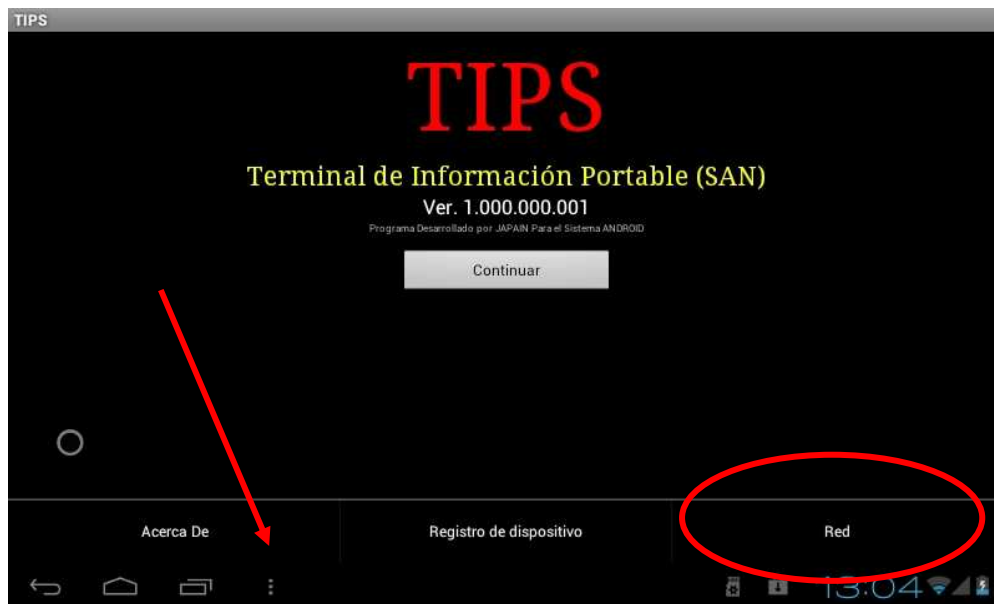 TIPS
TIPS
Terminal de Información Portable (SAN)
Ver. 1.000.000.001
Programa Desarrollado por JAPAIN Para el Sistema ANDROID
Continuar
Acerca De
Registro de dispositivo
Red
13:04